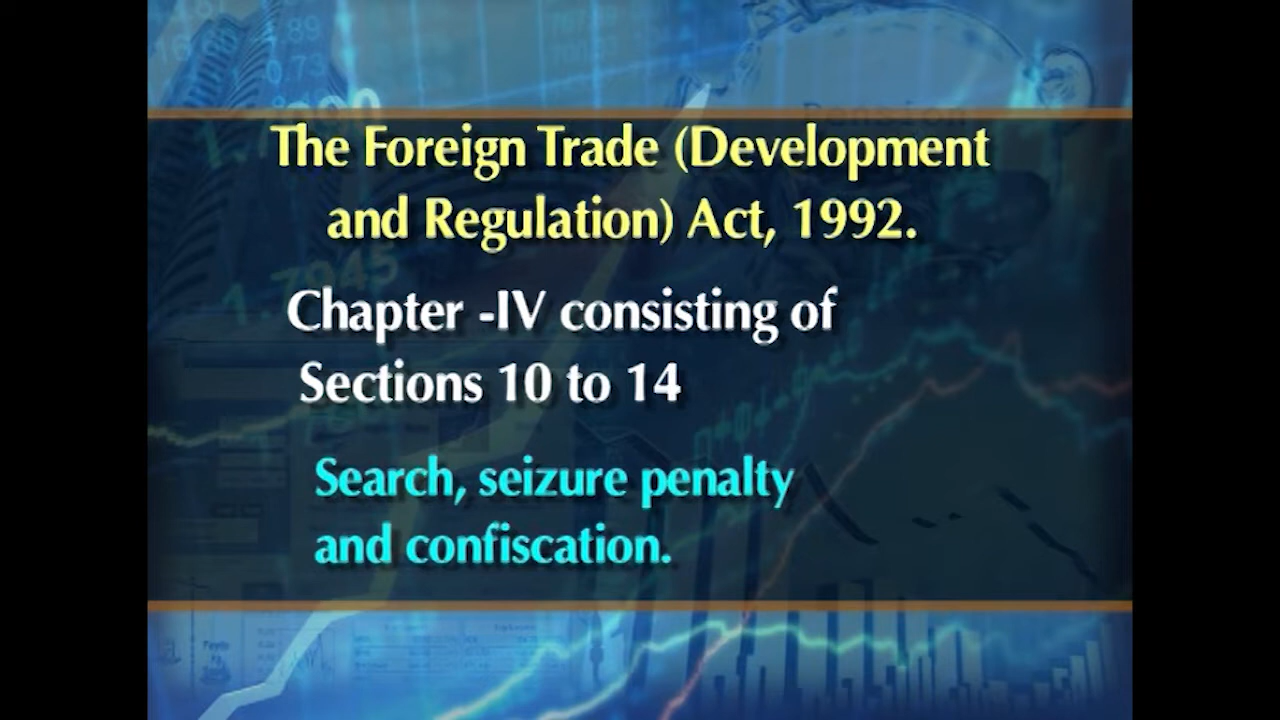 The Foreign Trade (Development
and Regulation) Act, 1992.
Chapter -IV consisting of
Sections 10 to 14
Search, seizure penalty
and confiscation.